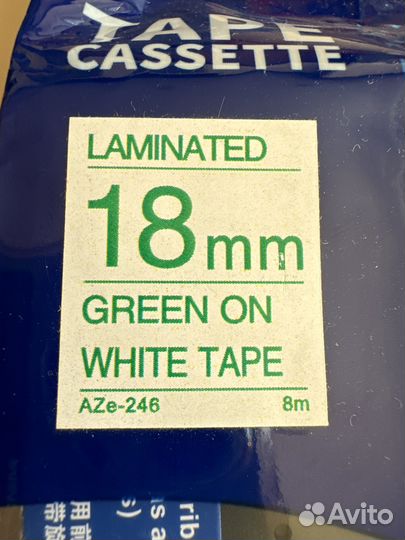 TAPE
CASSETTE
LAMINATED
18mm
GREEN ON
WHITE TAPE
AZe-246 8m
Avito